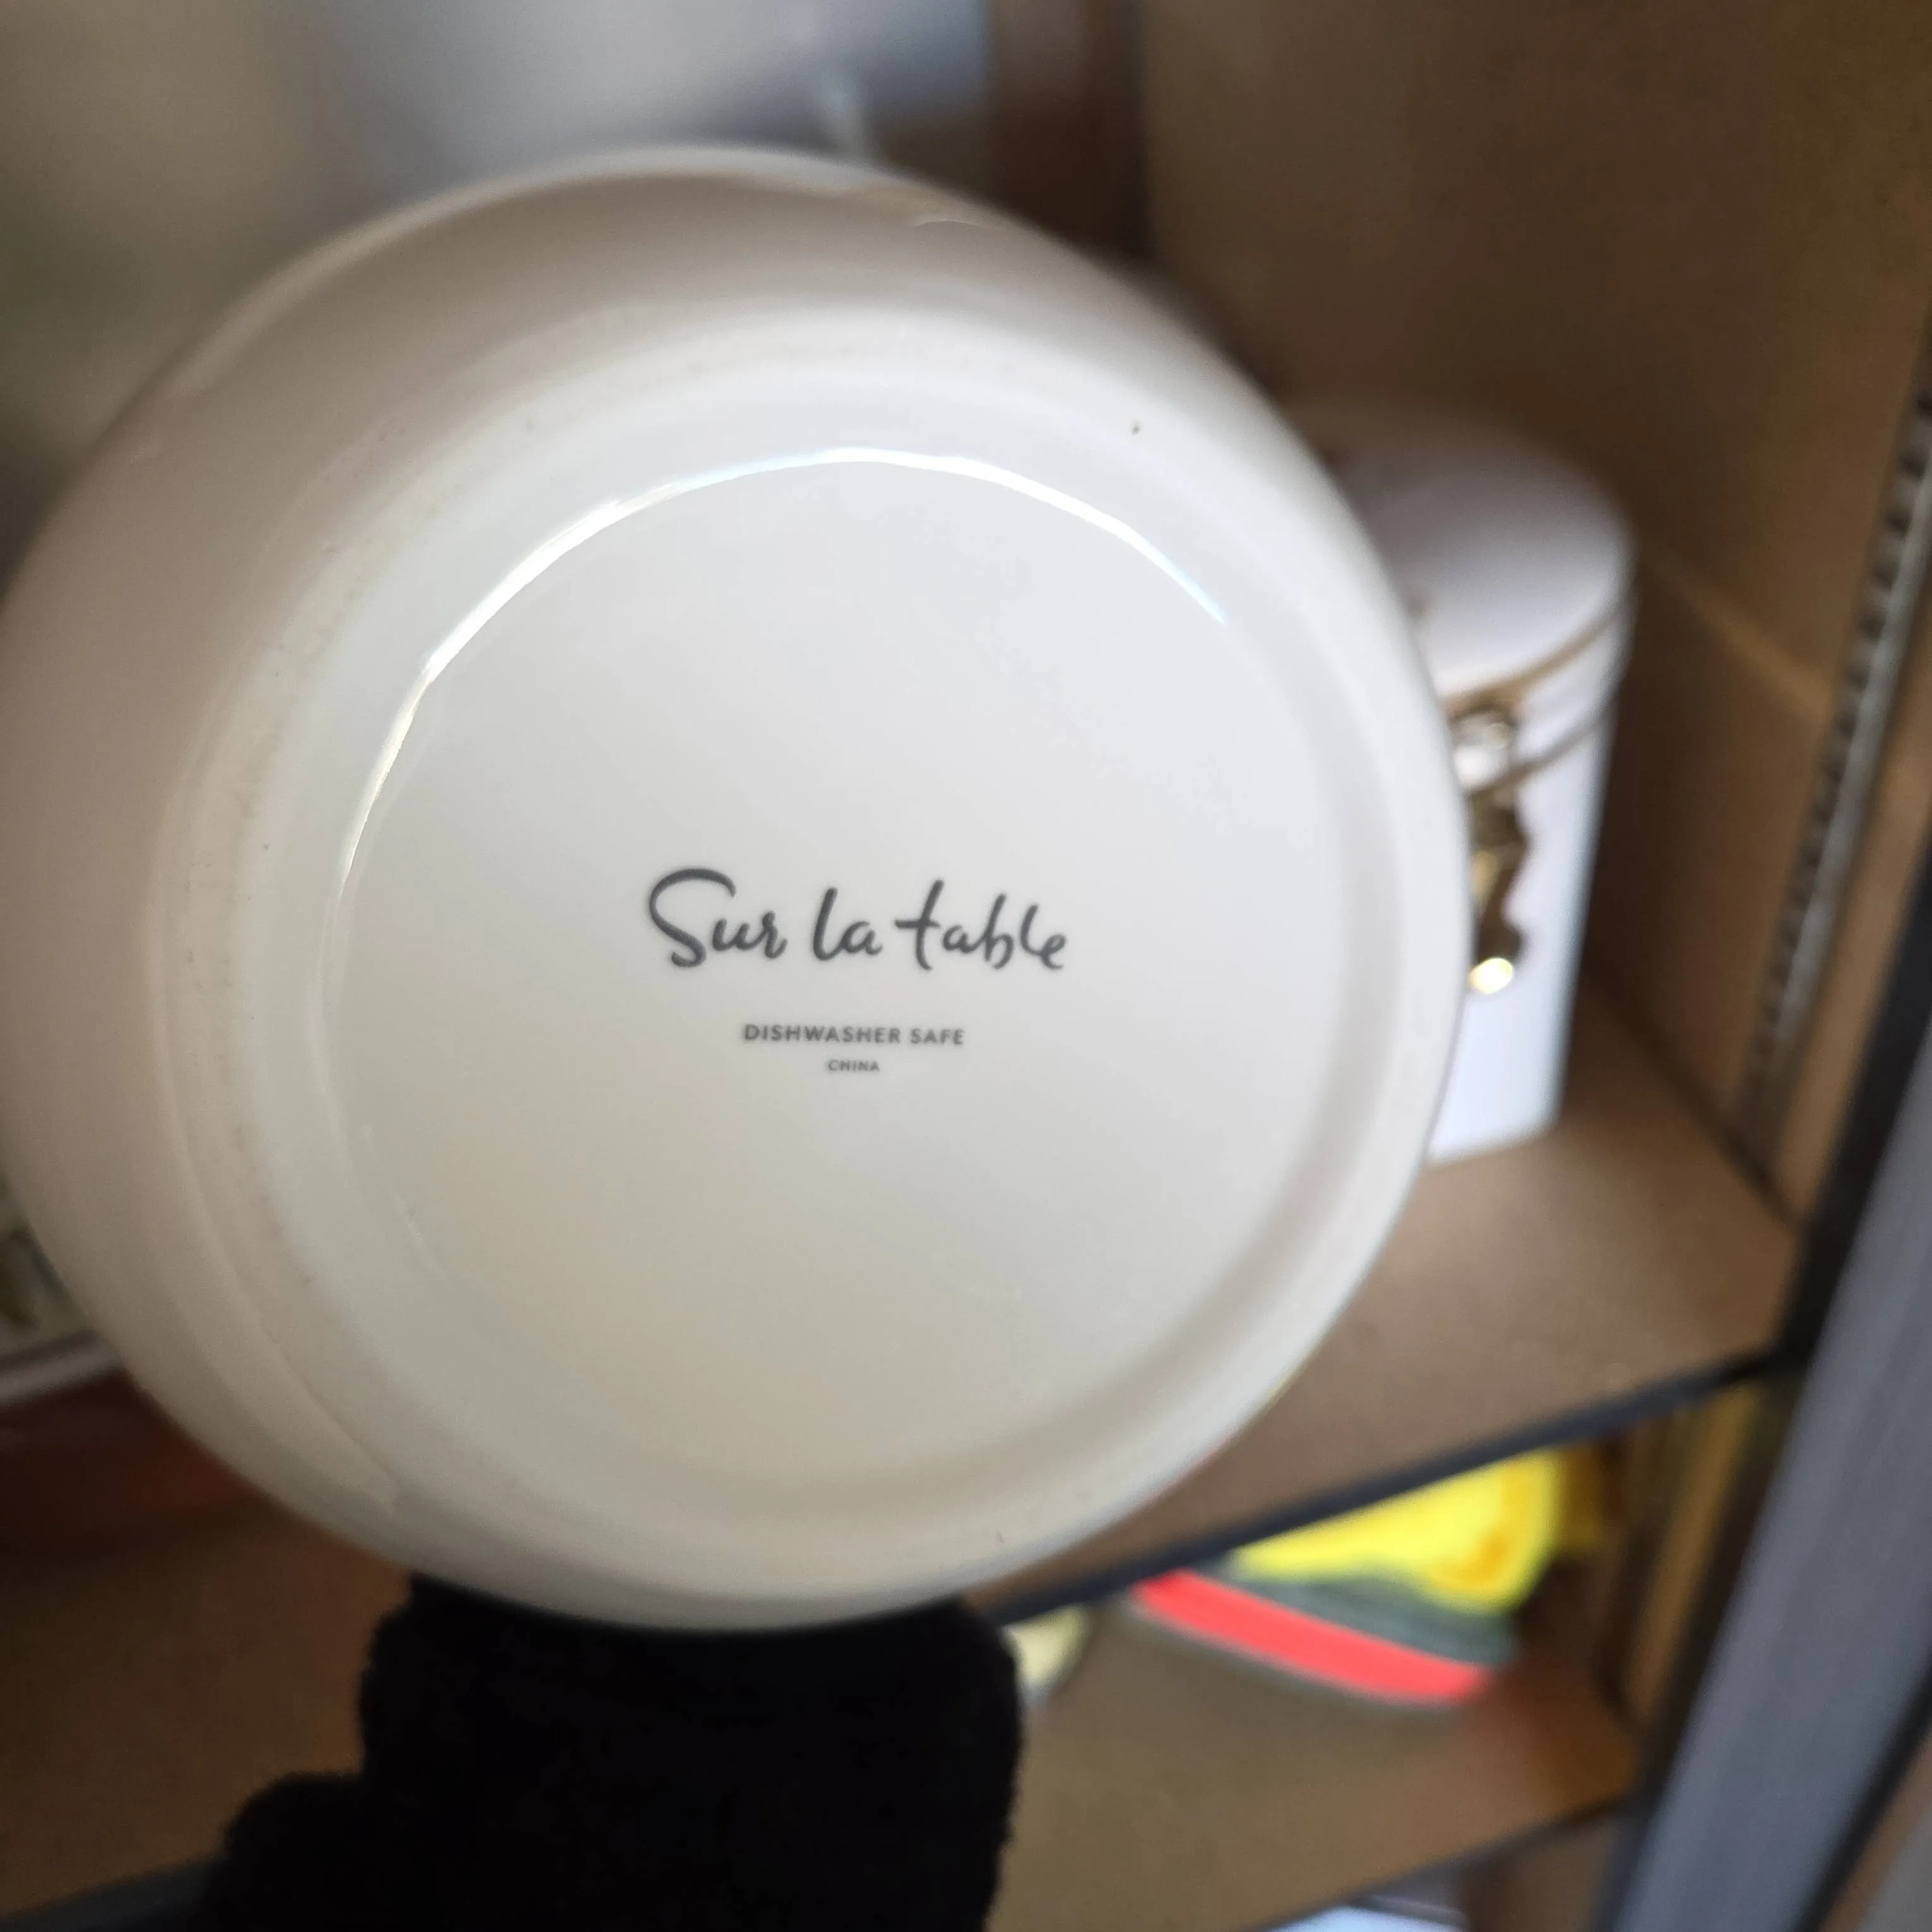 Sur la table
DISHWASHER SAFE
CHINA